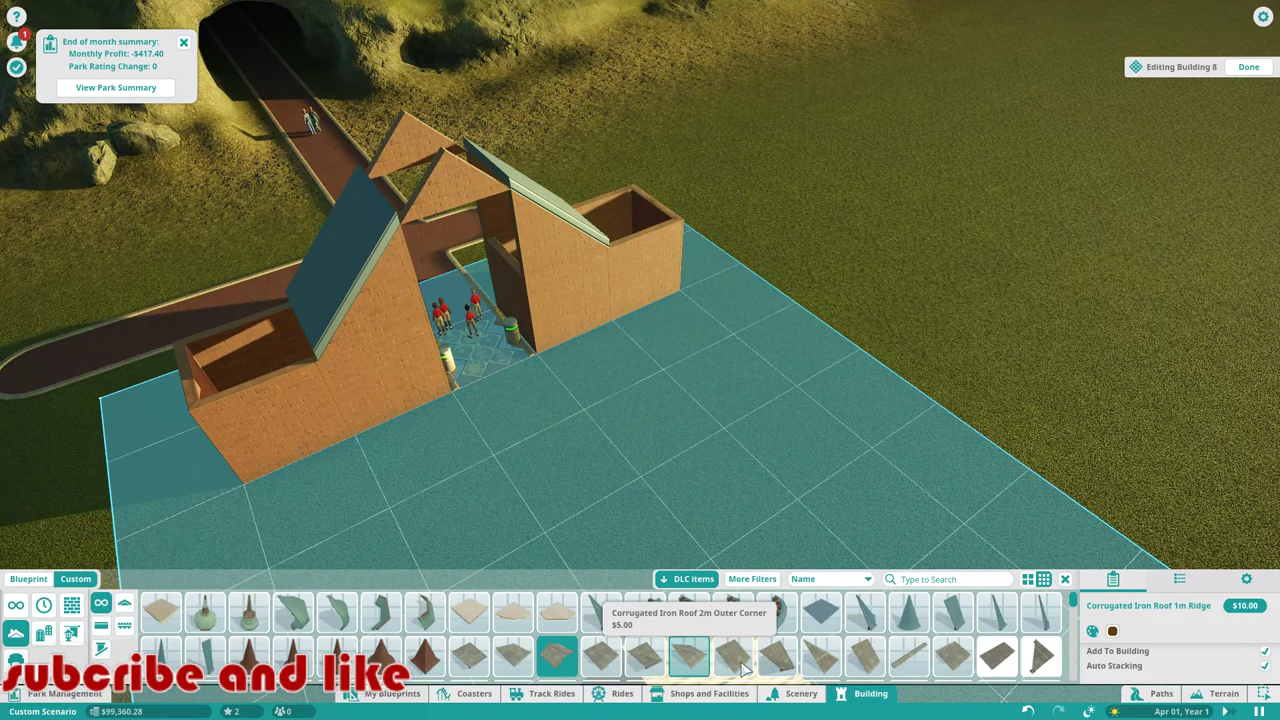 ?
1
End of month summary:
Monthly Profit: -$417.40
Park Rating Change: 0
View Park Summary
Editing Building 8
Done
Blueprint
Custom
DLC items
More Filters
Name
Type to Search
Corrugated Iron Roof 2m Outer Corner
$5.00
Corrugated Iron Roof 1m Ridge
$10.00
Add To Building
Auto Stacking
subcribe and like
Park Management
My blueprints
Coasters
Track Rides
Rides
Shops and Facilities
Scenery
Building
Paths
Terrain
Custom Scenario
$99,360.28
2
0
Apr 01, Year 1